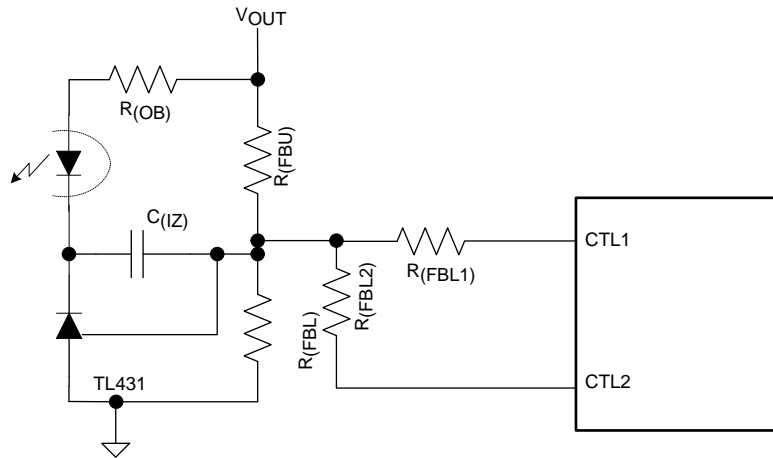 VOUT
R(OB)
R(FBU)
C(IZ)
CTL1
R(FBL1)
R(FBL2)
R(FBL)
CTL2
TL431